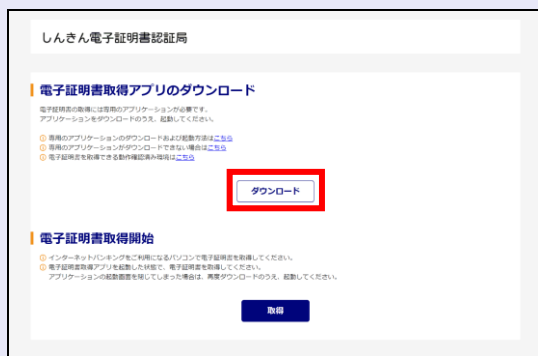 しんきん電子証明書認証局
電子証明書取得アプリのダウンロード
電子証明書の取得には専用のアプリケーションが必要です。
アプリケーションをダウンロードのうえ、起動してください。
専用のアプリケーションのダウンロードおよび起動方法はこちら
専用のアプリケーションがダウンロードできない場合はこちら
電子証明書を取得できる動作確認済み環境はこちら
ダウンロード
電子証明書取得開始
インターネットバンキングをご利用になるパソコンで電子証明書を取得してください。
電子証明書取得アプリを起動した状態で、電子証明書を取得してください。
アプリケーションの起動画面を閉じてしまった場合は、再度ダウンロードのうえ、起動してください。
取得